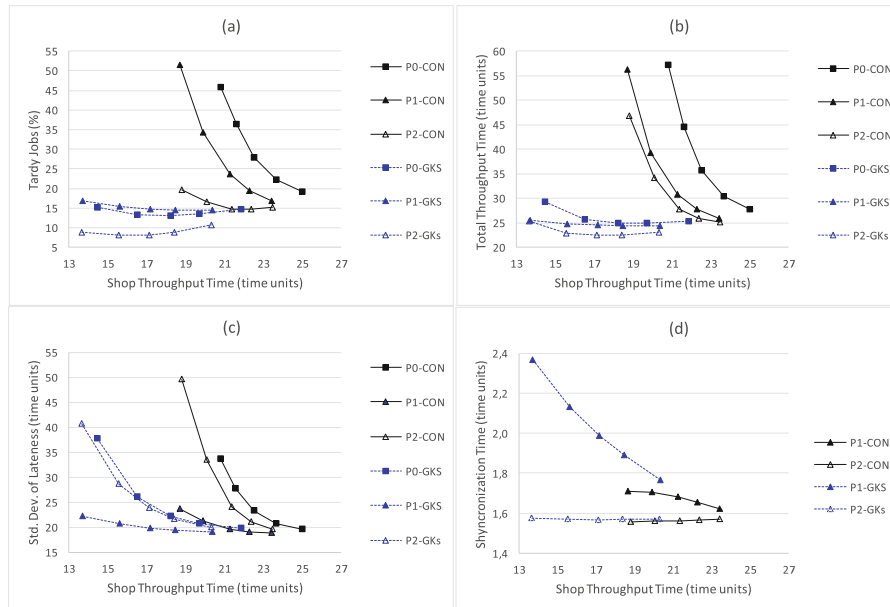 (a)
55
50
45
40
35
30
25
20
15
10
5
Tardy Jobs (%)
13 15 17 19 21 23 25 27
Shop Throughput Time (time units)
P0-CON
P1-CON
P2-CON
P0-GKS
P1-GKS
P2-GKs
(b)
60
55
50
45
40
35
30
25
20
Total Throughput Time (time units)
13 15 17 19 21 23 25 27
Shop Throughput Time (time units)
P0-CON
P1-CON
P2-CON
P0-GKS
P1-GKS
P2-GKs
(c)
55
50
45
40
35
30
25
20
15
Std. Dev. of Lateness (time units)
13 15 17 19 21 23 25 27
Shop Throughput Time (time units)
P0-CON
P1-CON
P2-CON
P0-GKS
P1-GKS
P2-GKs
(d)
2,4
2,2
2,0
1,8
1,6
1,4
Shyncronization Time (time units)
13 15 17 19 21 23 25 27
Shop Throughput Time (time units)
P1-CON
P2-CON
P1-GKS
P2-GKs